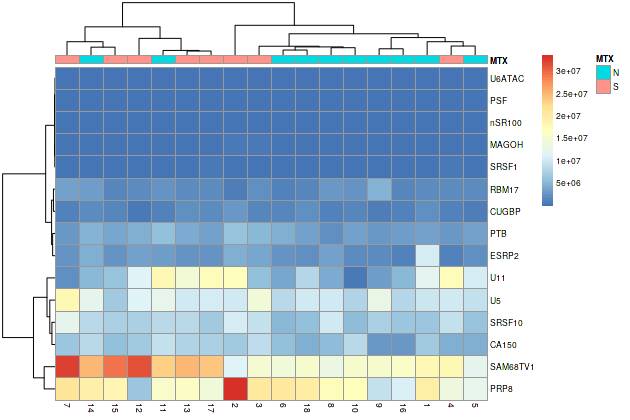 MTX
MTX
N
S
3e+07
2.5e+07
2e+07
1.5e+07
1e+07
5e+06
U6ATAC
PSF
nSR100
MAGOH
SRSF1
RBM17
CUGBP
PTB
ESRP2
U11
U5
SRSF10
CA150
SAM68TV1
PRP8
7 14 15 12 11 13 17 2 3 6 18 8 10 9 16 1 4 5